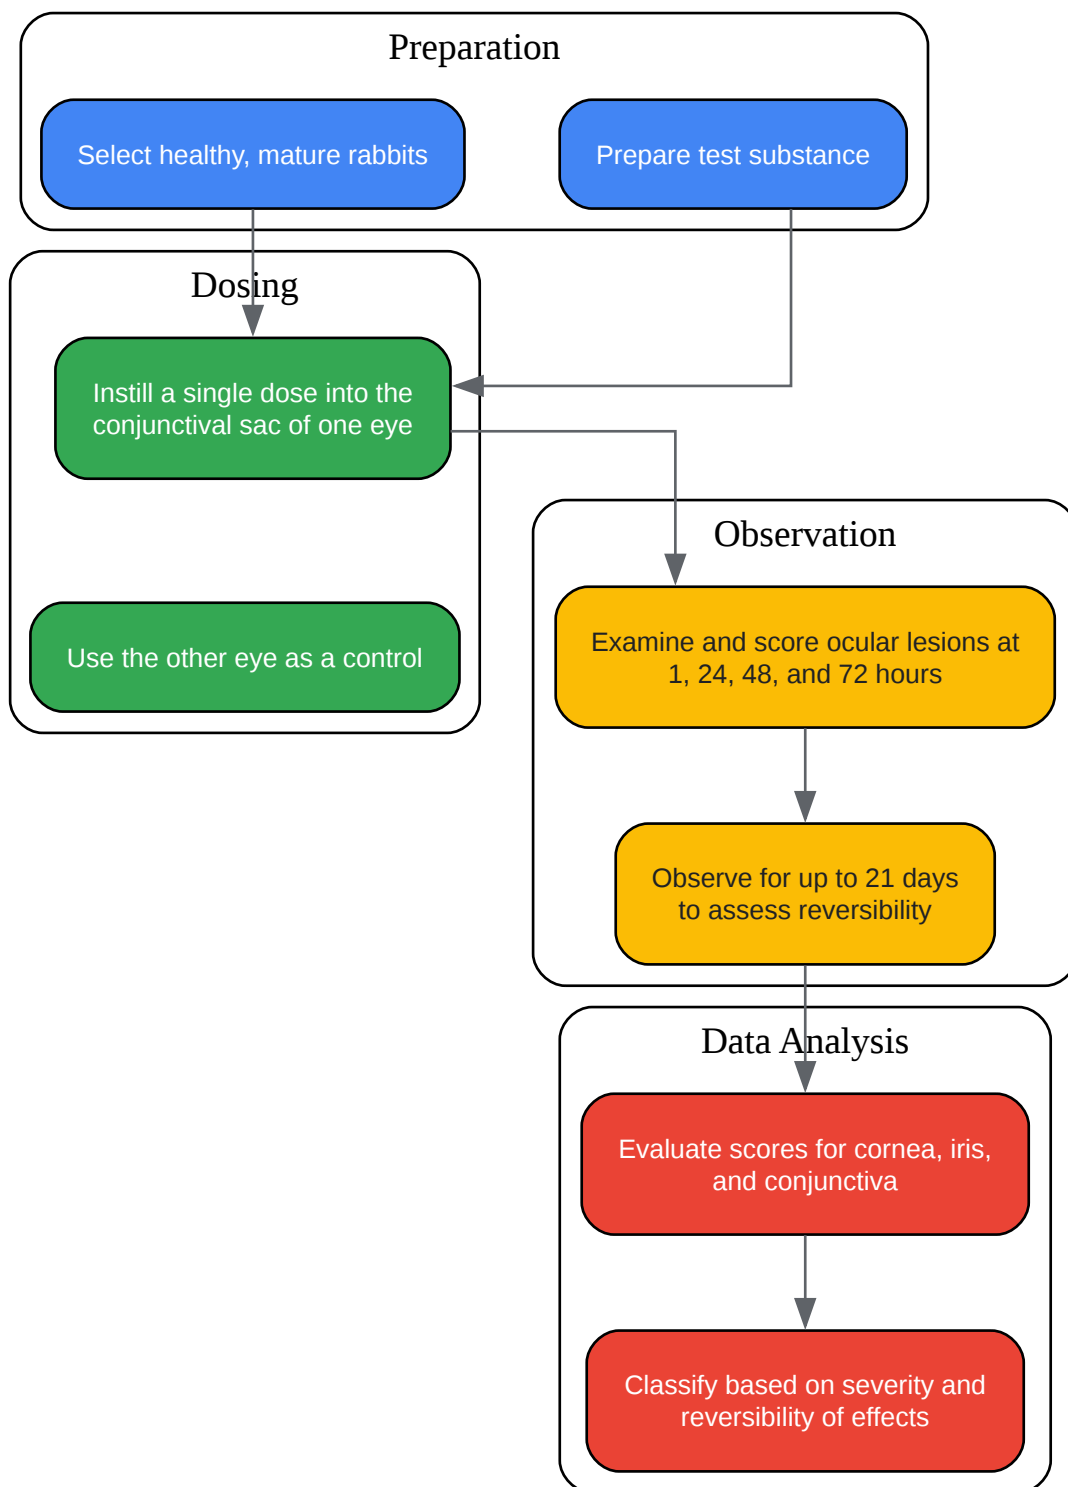 Preparation
Select healthy, mature rabbits
Prepare test substance
Dosing
Instill a single dose into the
conjunctival sac of one eye
Use the other eye as a control
Observation
Examine and score ocular lesions at
1, 24, 48, and 72 hours
Observe for up to 21 days
to assess reversibility
Data Analysis
Evaluate scores for cornea, iris,
and conjunctiva
Classify based on severity and
reversibility of effects